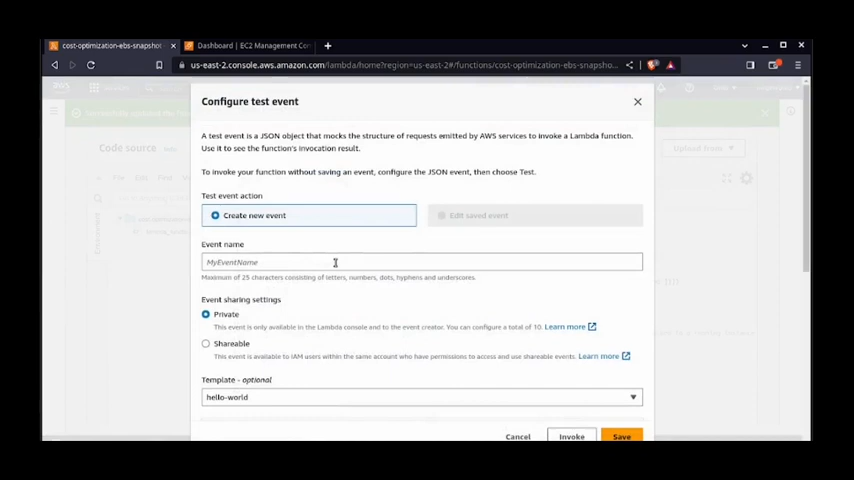 cost-optimization-ebs-snapshot
Dashboard | EC2 Management Con
us-east-2.console.aws.amazon.com/lambda/home?region=us-east-2#/functions/cost-optimization-ebs-snapsho...
Configure test event
A test event is a JSON object that mocks the structure of requests emitted by AWS services to invoke a Lambda function.
Use it to see the function's invocation result.
To invoke your function without saving an event, configure the JSON event, then choose Test.
Test event action
Create new event
Edit saved event
Event name
MyEventName
Maximum of 25 characters consisting of letters, numbers, dots, hyphens and underscores.
Event sharing settings
Private
This event is only available in the Lambda console and to the event creator. You can configure a total of 10. Learn more
Shareable
This event is available to IAM users within the same account who have permissions to access and use shareable events. Learn more
Template - optional
hello-world
Cancel
Invoke
Save
Code source
Upload from
File Edit Find